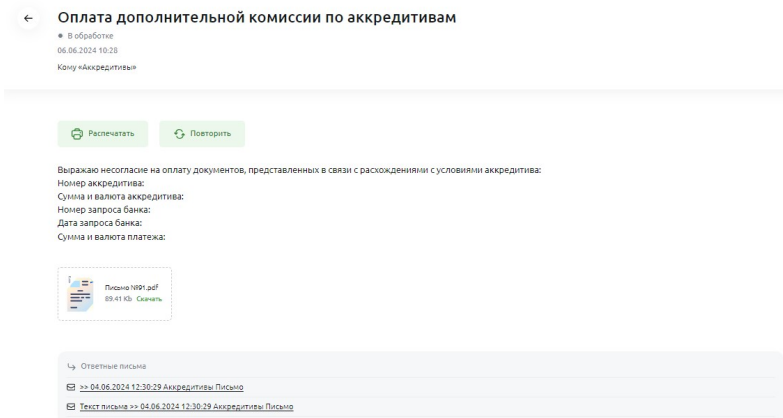 Оплата дополнительной комиссии по аккредитивам
В обработке
06.06.2024 10:28
Кому «Аккредитивы»
Распечатать Повторить
Выражаю несогласие на оплату документов, представленных в связи с расхождениями с условиями аккредитива:
Номер аккредитива:
Сумма и валюта аккредитива:
Номер запроса банка:
Дата запроса банка:
Сумма и валюта платежа:
Письмо №91.pdf
89.41 Kb Скачать
Ответные письма
>> 04.06.2024 12:30:29 Аккредитивы Письмо
Текст письма >> 04.06.2024 12:30:29 Аккредитивы Письмо